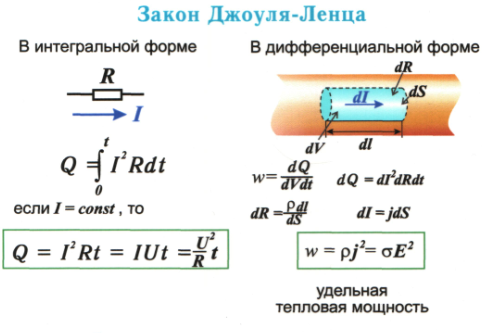 Закон Джоуля-Ленца
В интегральной форме
R
I
Q = ∫₀ᵗ I²Rdt
если I = const , то
Q = I²Rt = IUt = U²/R t
В дифференциальной форме
dR
dI
dS
dV
dl
w = dQ/dVdt dQ = dI²dRdt
dR = ρdl/dS dI = jdS
w = ρj² = σE²
удельная
тепловая мощность